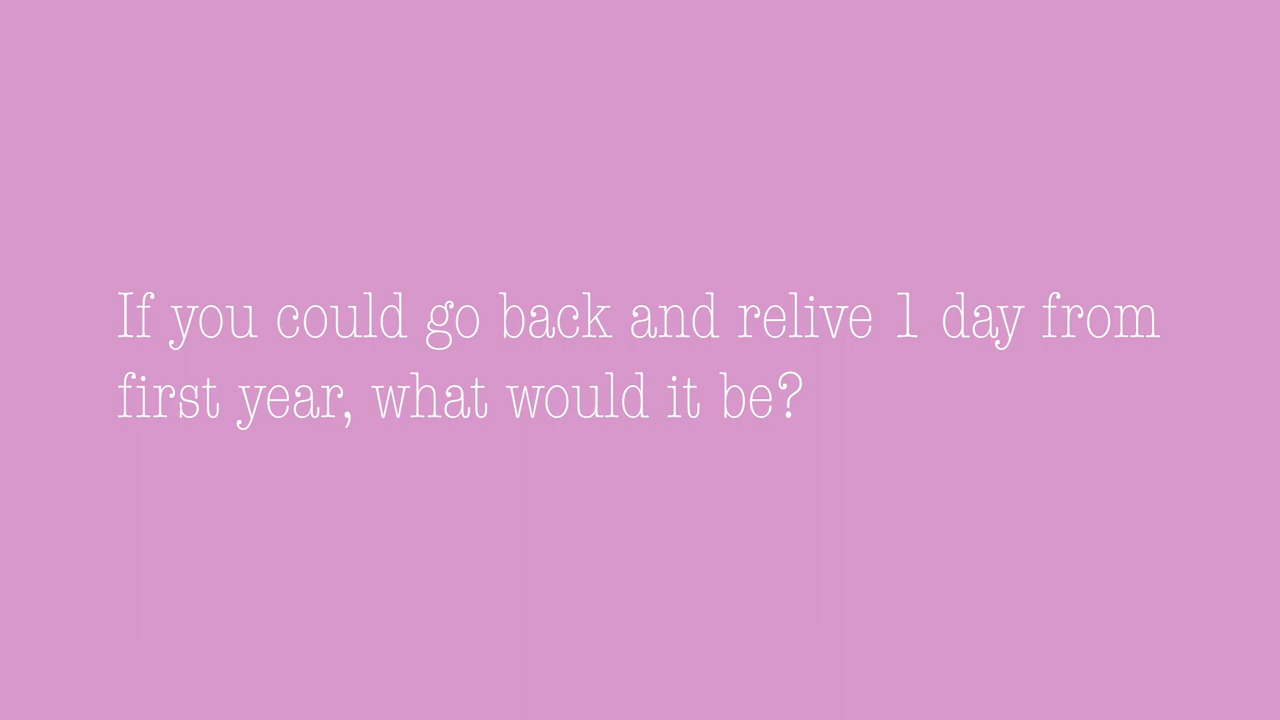 If you could go back and relive 1 day from
first year, what would it be?